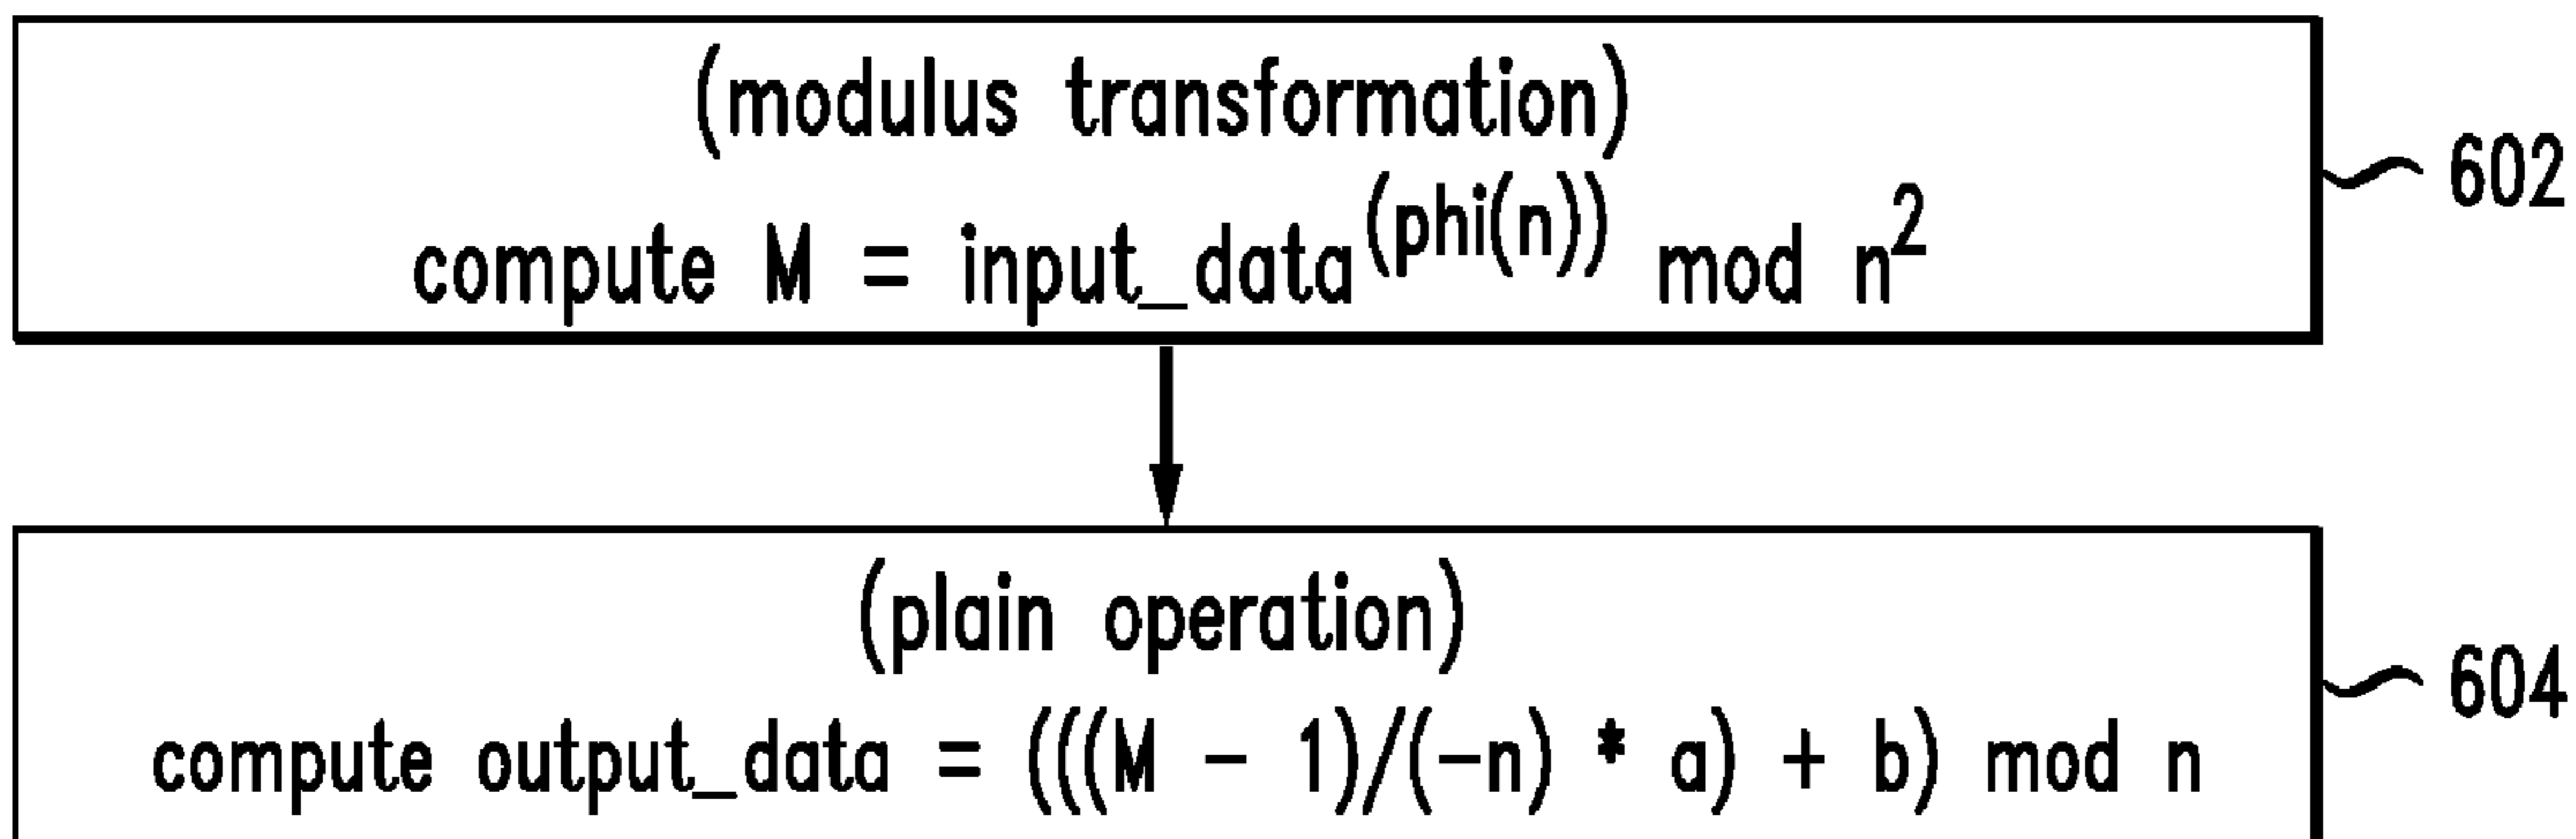 (modulus transformation)
compute M = input_data^(phi(n)) mod n^2
602
(plain operation)
compute output_data = (((M - 1)/(-n) * a) + b) mod n
604